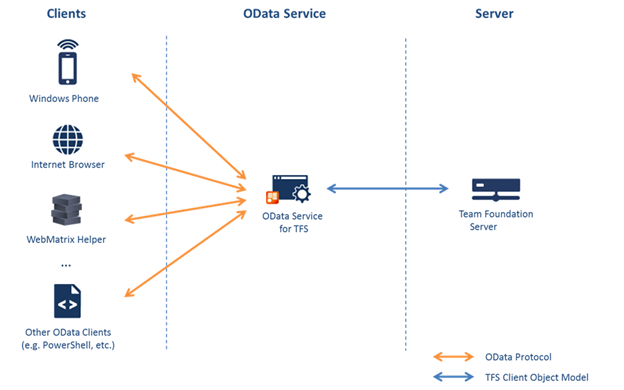 Clients
OData Service
Server
Windows Phone
Internet Browser
WebMatrix Helper
...
Other OData Clients
(e.g. PowerShell, etc.)
OData Service
for TFS
Team Foundation
Server
OData Protocol
TFS Client Object Model